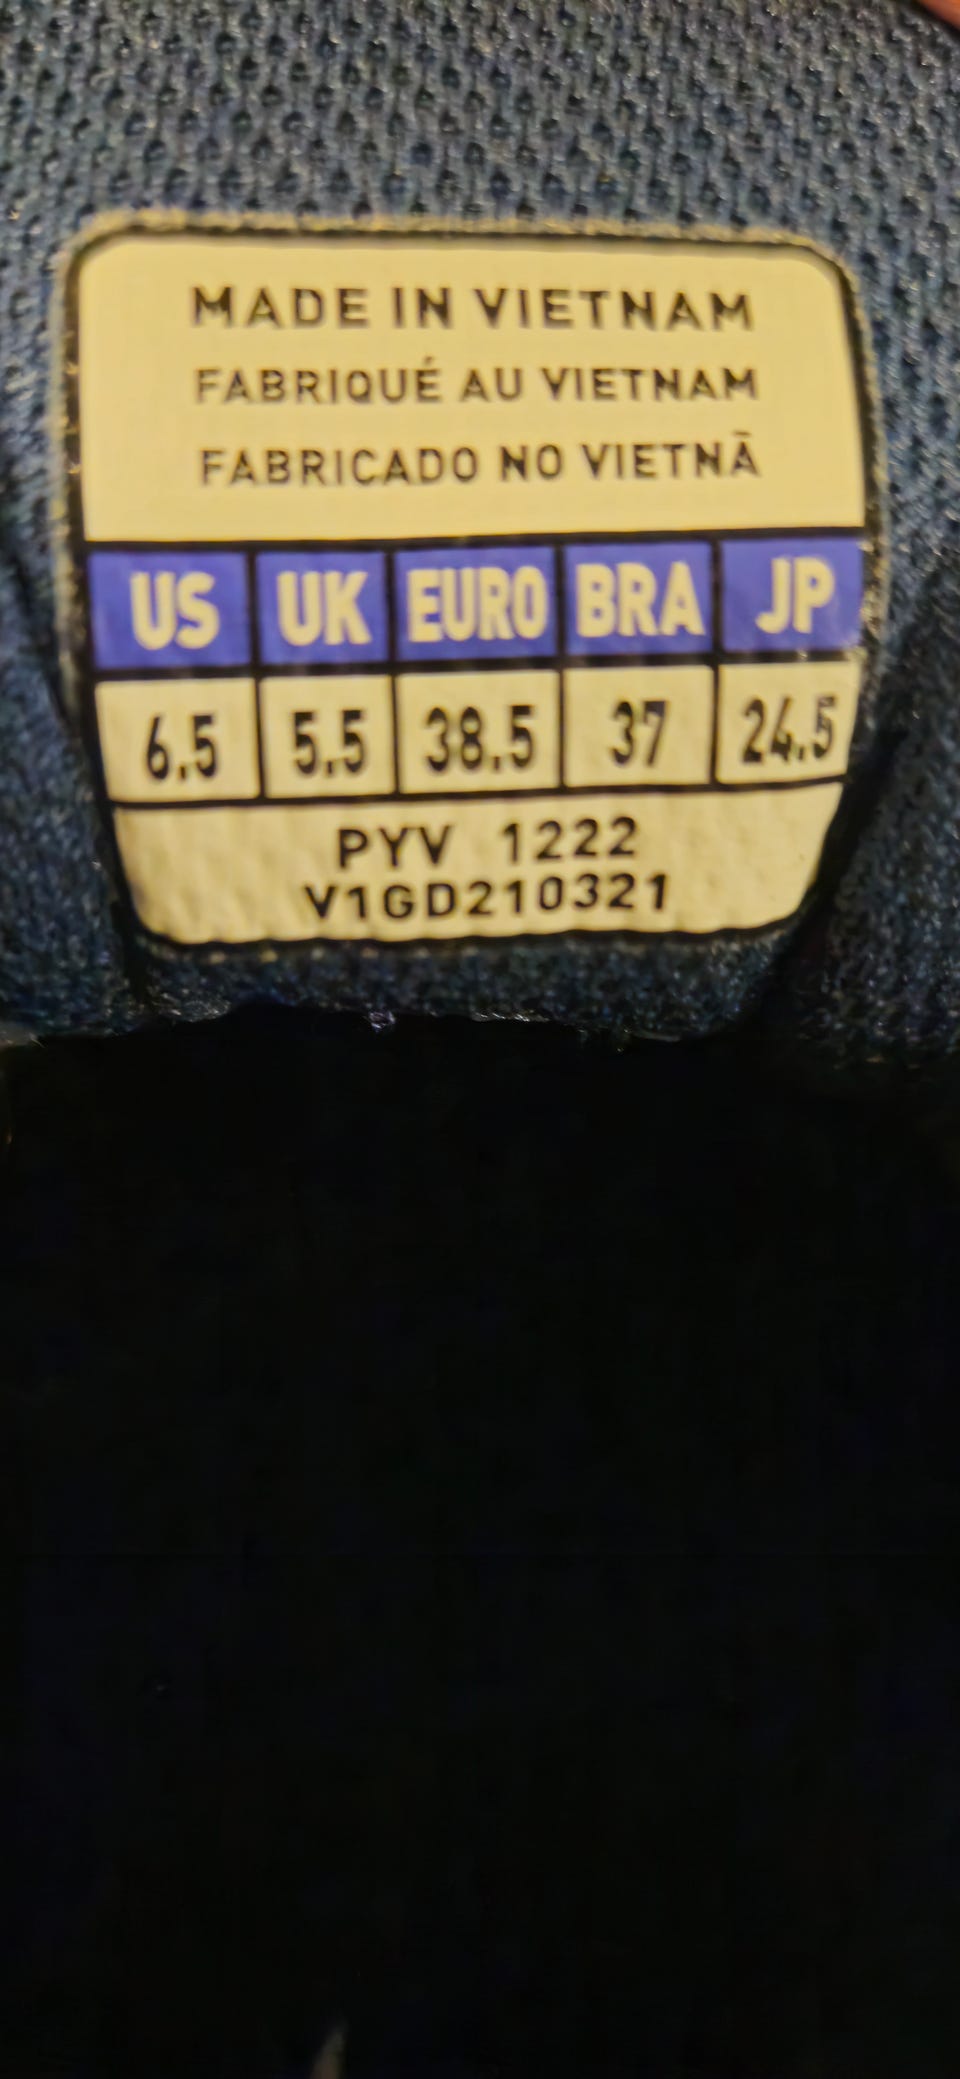 MADE IN VIETNAM
FABRIQUÉ AU VIETNAM
FABRICADO NO VIETNÃ
US UK EURO BRA JP
6.5 5.5 38.5 37 24.5
PYV 1222
V1GD210321